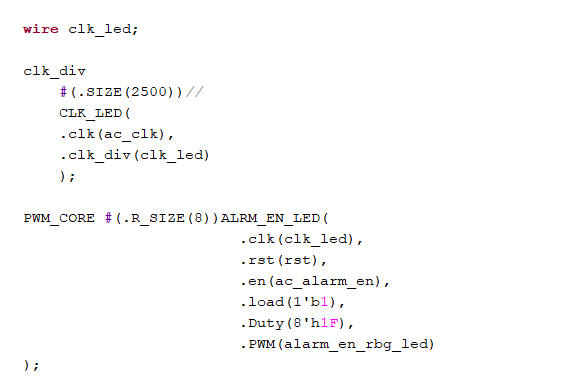 wire clk_led;
clk_div
#(.SIZE(2500))//
CLK_LED(
.clk(ac_clk),
.clk_div(clk_led)
);
PWM_CORE #(.R_SIZE(8))ALRM_EN_LED(
.clk(clk_led),
.rst(rst),
.en(ac_alarm_en),
.load(1'b1),
.Duty(8'h1F),
.PWM(alarm_en_rbg_led)
);